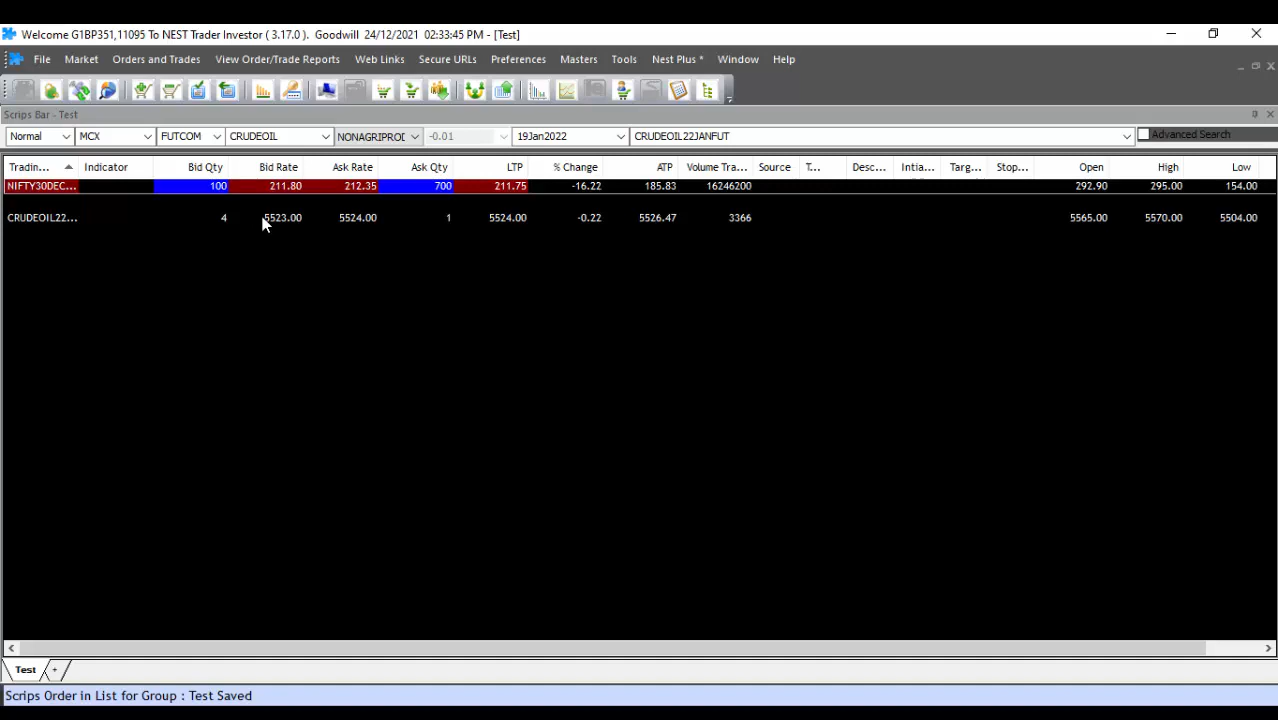 Welcome G1BP351,11095 To NEST Trader Investor ( 3.17.0 ). Goodwill 24/12/2021 02:33:45 PM - [Test]
File Market Orders and Trades View Order/Trade Reports Web Links Secure URLs Preferences Masters Tools Nest Plus * Window Help
Scrips Bar - Test
Normal MCX FUTCOM CRUDEOIL NONAGRIPROI -0.01 19Jan2022 CRUDEOIL22JANFUT Advanced Search
Tradin... Indicator Bid Qty Bid Rate Ask Rate Ask Qty LTP % Change ATP Volume Tra... Source T... Desc... Intia... Targ... Stop... Open High Low
NIFTY30DEC... 100 211.80 212.35 700 211.75 -16.22 185.83 16246200 292.90 295.00 154.00
CRUDEOIL22... 4 5523.00 5524.00 1 5524.00 -0.22 5526.47 3366 5565.00 5570.00 5504.00
Test +
Scrips Order in List for Group : Test Saved